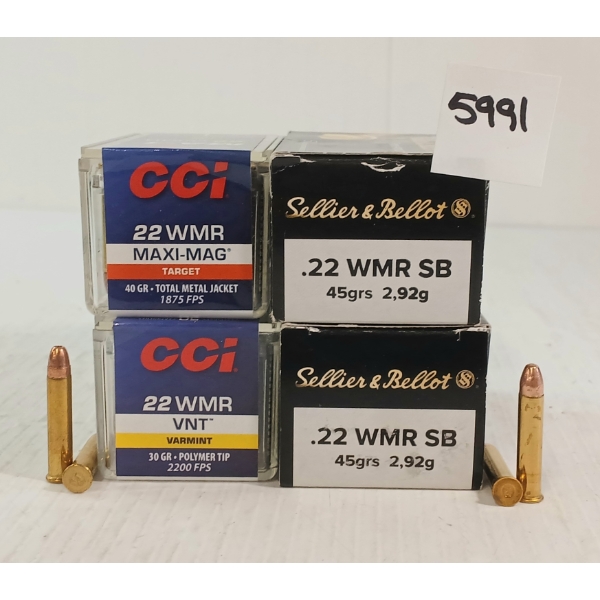 5991
CCi
22 WMR
MAXI-MAG®
TARGET
40 GR • TOTAL METAL JACKET
1875 FPS
Sellier & Bellot
.22 WMR SB
45grs 2,92g
CCi
22 WMR
VNT™
VARMINT
30 GR • POLYMER TIP
2200 FPS
Sellier & Bellot
.22 WMR SB
45grs 2,92g